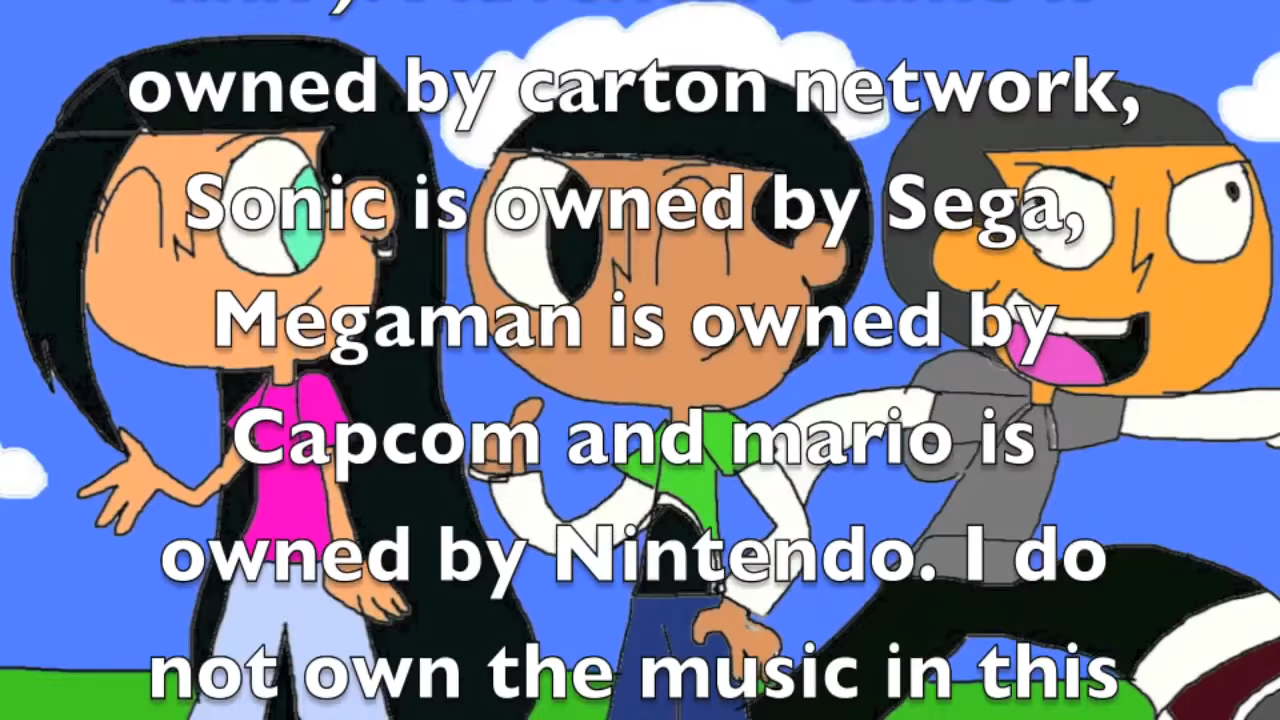 owned by carton network,
Sonic is owned by Sega,
Megaman is owned by
Capcom and mario is
owned by Nintendo. I do
not own the music in this